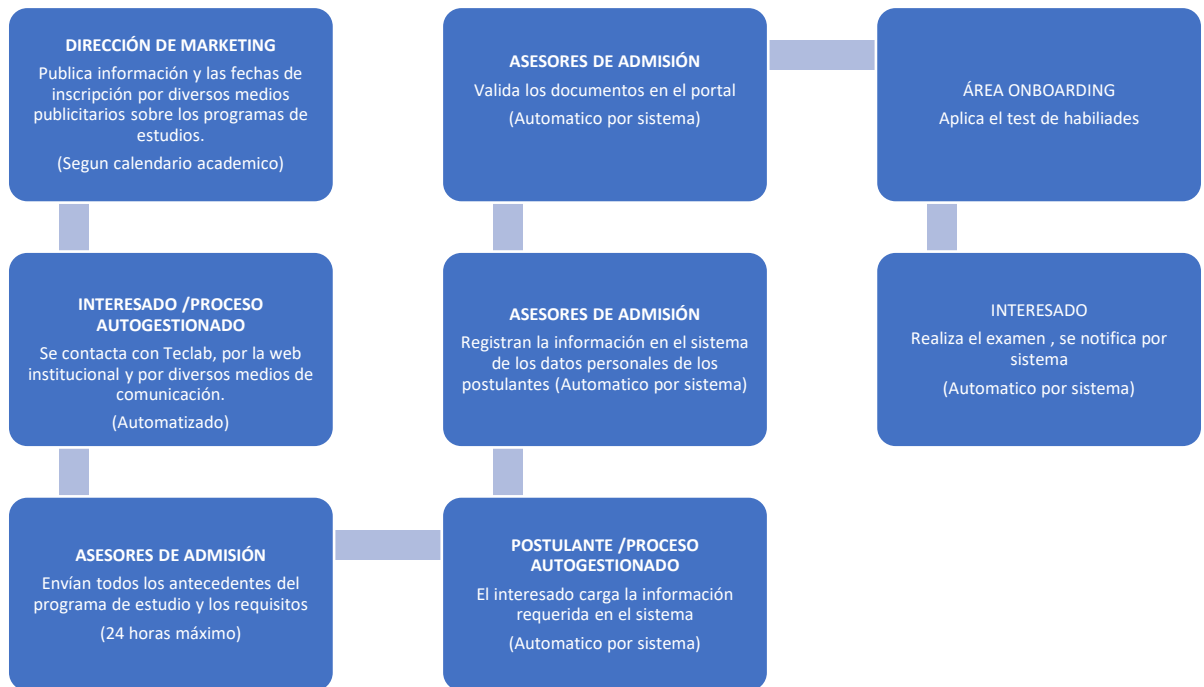 DIRECCIÓN DE MARKETING
Publica información y las fechas de
inscripción por diversos medios
publicitarios sobre los programas de
estudios.
(Segun calendario academico)
INTERESADO /PROCESO
AUTOGESTIONADO
Se contacta con Teclab, por la web
institucional y por diversos medios de
comunicación.
(Automatizado)
ASESORES DE ADMISIÓN
Envían todos los antecedentes del
programa de estudio y los requisitos
(24 horas máximo)
POSTULANTE /PROCESO
AUTOGESTIONADO
El interesado carga la información
requerida en el sistema
(Automatico por sistema)
ASESORES DE ADMISIÓN
Registran la información en el sistema
de los datos personales de los
postulantes (Automatico por sistema)
ASESORES DE ADMISIÓN
Valida los documentos en el portal
(Automatico por sistema)
ÁREA ONBOARDING
Aplica el test de habiliades
INTERESADO
Realiza el examen , se notifica por
sistema
(Automatico por sistema)